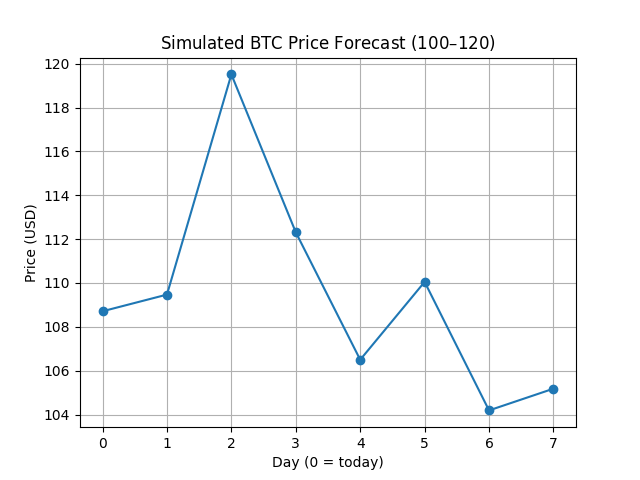 Simulated BTC Price Forecast (100–120)
120
118
116
114
112
110
108
106
104
Price (USD)
0 1 2 3 4 5 6 7
Day (0 = today)